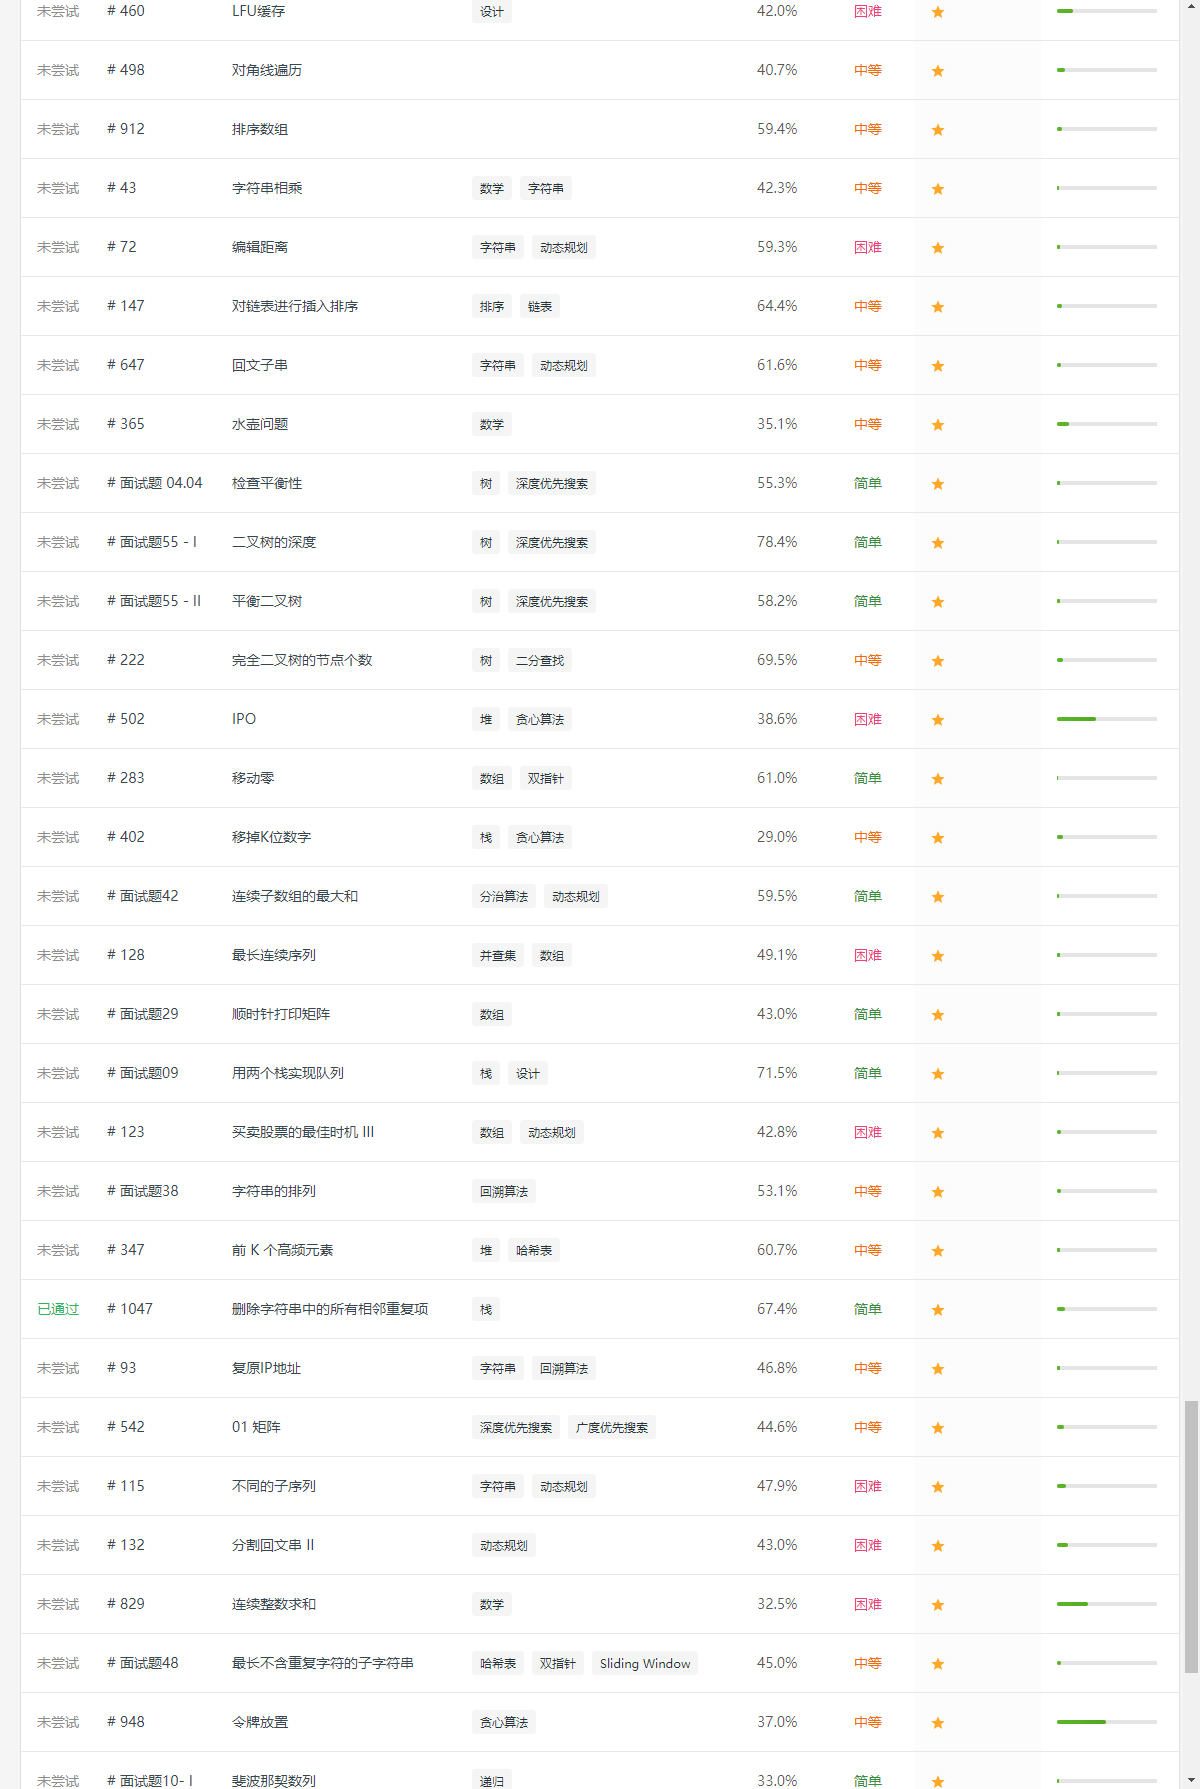 未尝试 # 460 LFU缓存 设计 42.0% 困难
未尝试 # 498 对角线遍历 40.7% 中等
未尝试 # 912 排序数组 59.4% 中等
未尝试 # 43 字符串相乘 数学 字符串 42.3% 中等
未尝试 # 72 编辑距离 字符串 动态规划 59.3% 困难
未尝试 # 147 对链表进行插入排序 排序 链表 64.4% 中等
未尝试 # 647 回文子串 字符串 动态规划 61.6% 中等
未尝试 # 365 水壶问题 数学 35.1% 中等
未尝试 # 面试题 04.04 检查平衡性 树 深度优先搜索 55.3% 简单
未尝试 # 面试题55 - I 二叉树的深度 树 深度优先搜索 78.4% 简单
未尝试 # 面试题55 - II 平衡二叉树 树 深度优先搜索 58.2% 简单
未尝试 # 222 完全二叉树的节点个数 树 二分查找 69.5% 中等
未尝试 # 502 IPO 堆 贪心算法 38.6% 困难
未尝试 # 283 移动零 数组 双指针 61.0% 简单
未尝试 # 402 移掉K位数字 栈 贪心算法 29.0% 中等
未尝试 # 面试题42 连续子数组的最大和 分治算法 动态规划 59.5% 简单
未尝试 # 128 最长连续序列 并查集 数组 49.1% 困难
未尝试 # 面试题29 顺时针打印矩阵 数组 43.0% 简单
未尝试 # 面试题09 用两个栈实现队列 栈 设计 71.5% 简单
未尝试 # 123 买卖股票的最佳时机 III 数组 动态规划 42.8% 困难
未尝试 # 面试题38 字符串的排列 回溯算法 53.1% 中等
未尝试 # 347 前 K 个高频元素 堆 哈希表 60.7% 中等
已通过 # 1047 删除字符串中的所有相邻重复项 栈 67.4% 简单
未尝试 # 93 复原IP地址 字符串 回溯算法 46.8% 中等
未尝试 # 542 01 矩阵 深度优先搜索 广度优先搜索 44.6% 中等
未尝试 # 115 不同的子序列 字符串 动态规划 47.9% 困难
未尝试 # 132 分割回文串 II 动态规划 43.0% 困难
未尝试 # 829 连续整数求和 数学 32.5% 困难
未尝试 # 面试题48 最长不含重复字符的子字符串 哈希表 双指针 Sliding Window 45.0% 中等
未尝试 # 948 令牌放置 贪心算法 37.0% 中等
未尝试 # 面试题10- I 斐波那契数列 递归 33.0% 简单